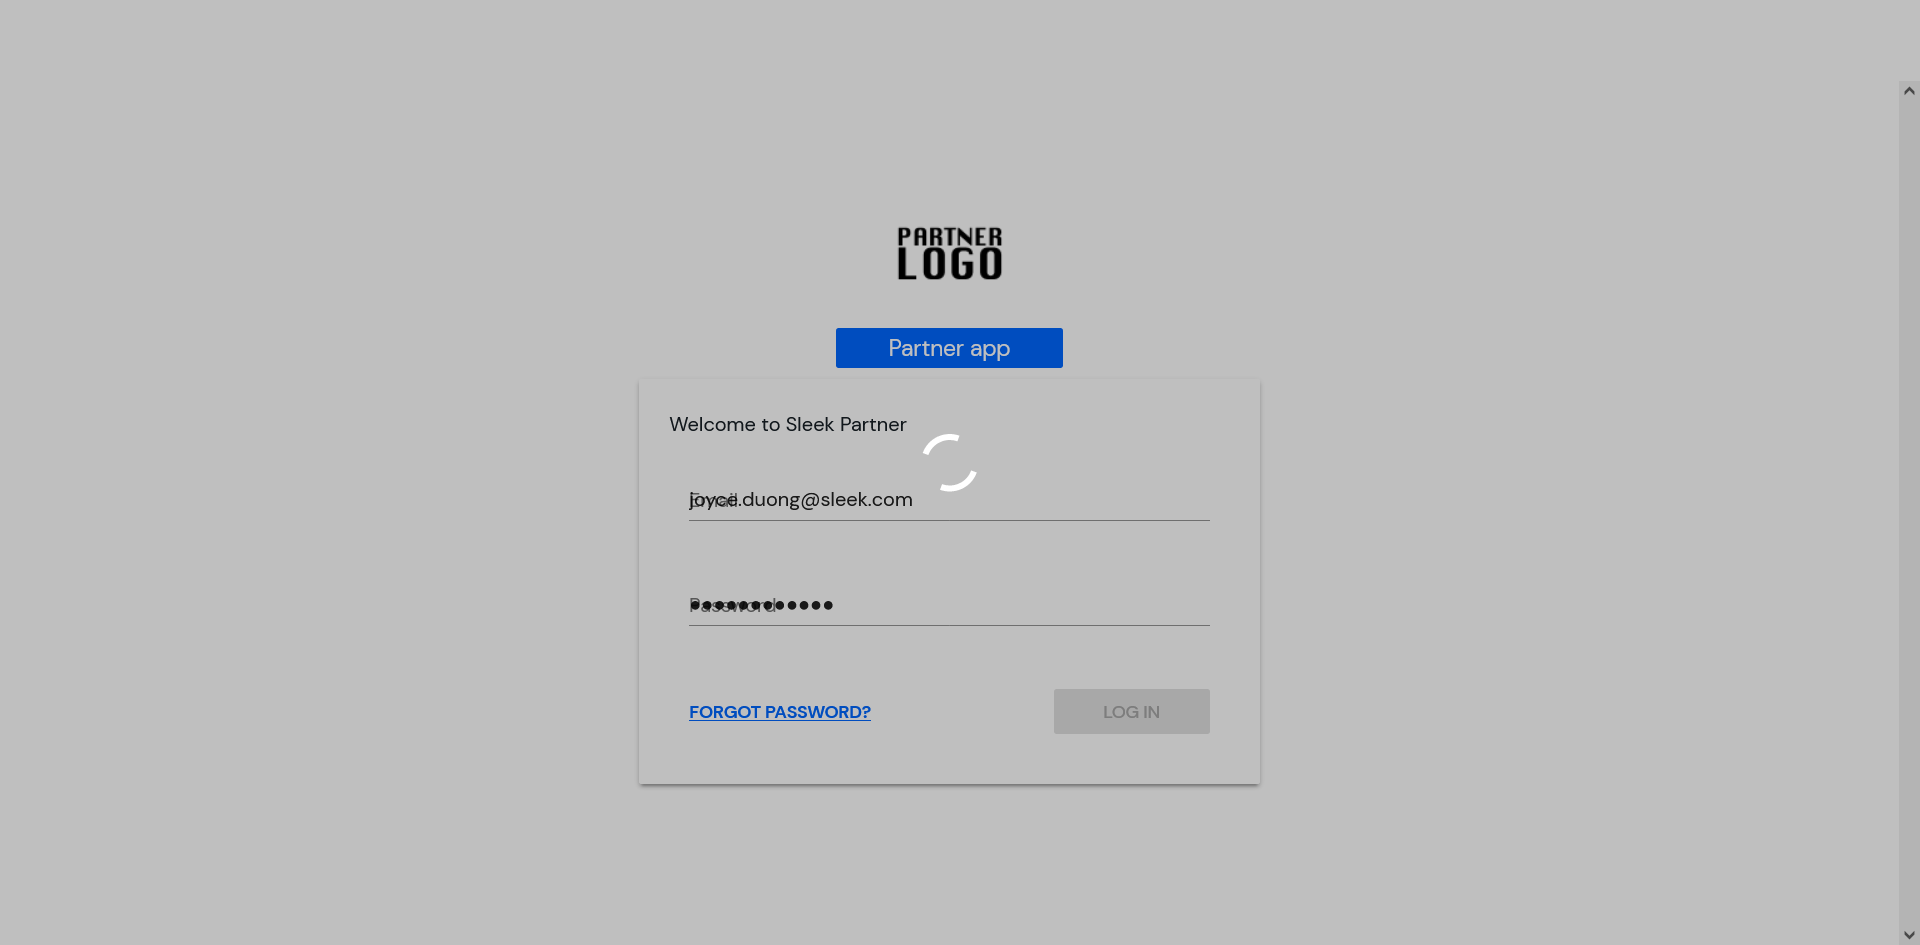 PARTNER
LOGO
Partner app
Welcome to Sleek Partner
Email
joyce.duong@sleek.com
Password
••••••••••••
FORGOT PASSWORD?
LOG IN